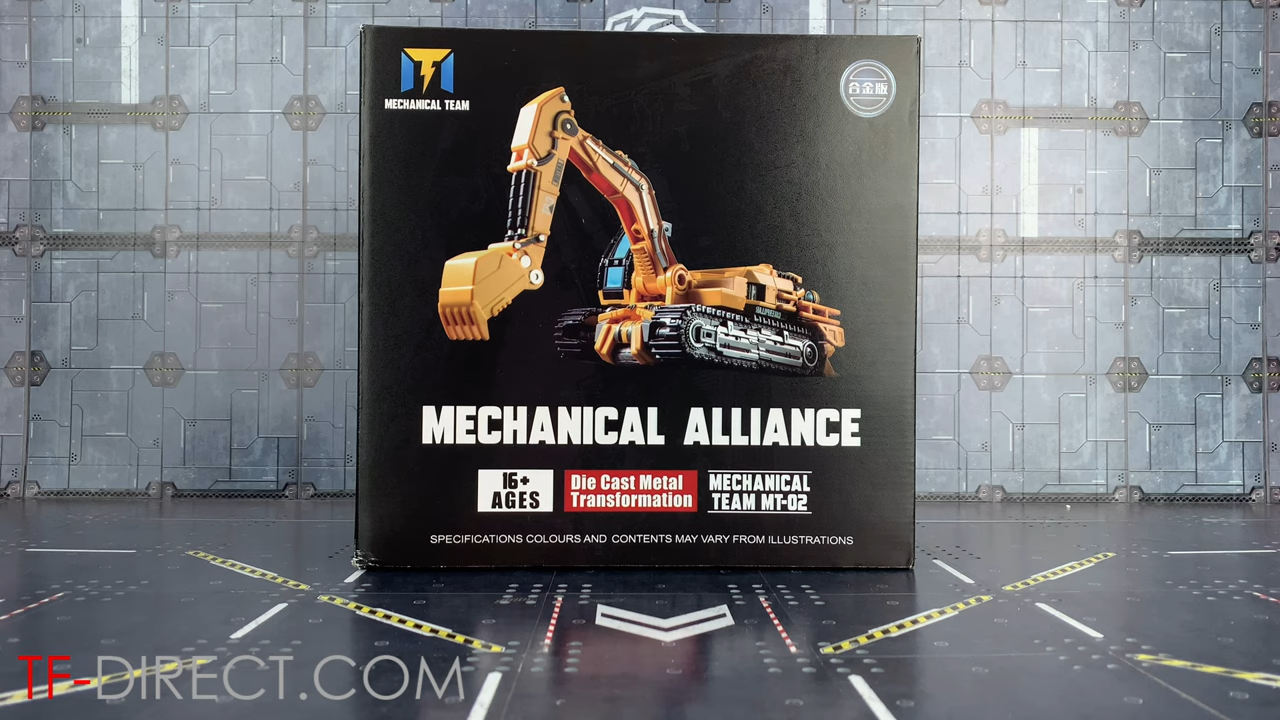 MECHANICAL TEAM
合金版
MECHANICAL ALLIANCE
16+
AGES
Die Cast Metal
Transformation
MECHANICAL
TEAM MT-02
SPECIFICATIONS COLOURS AND CONTENTS MAY VARY FROM ILLUSTRATIONS
TF-DIRECT.COM